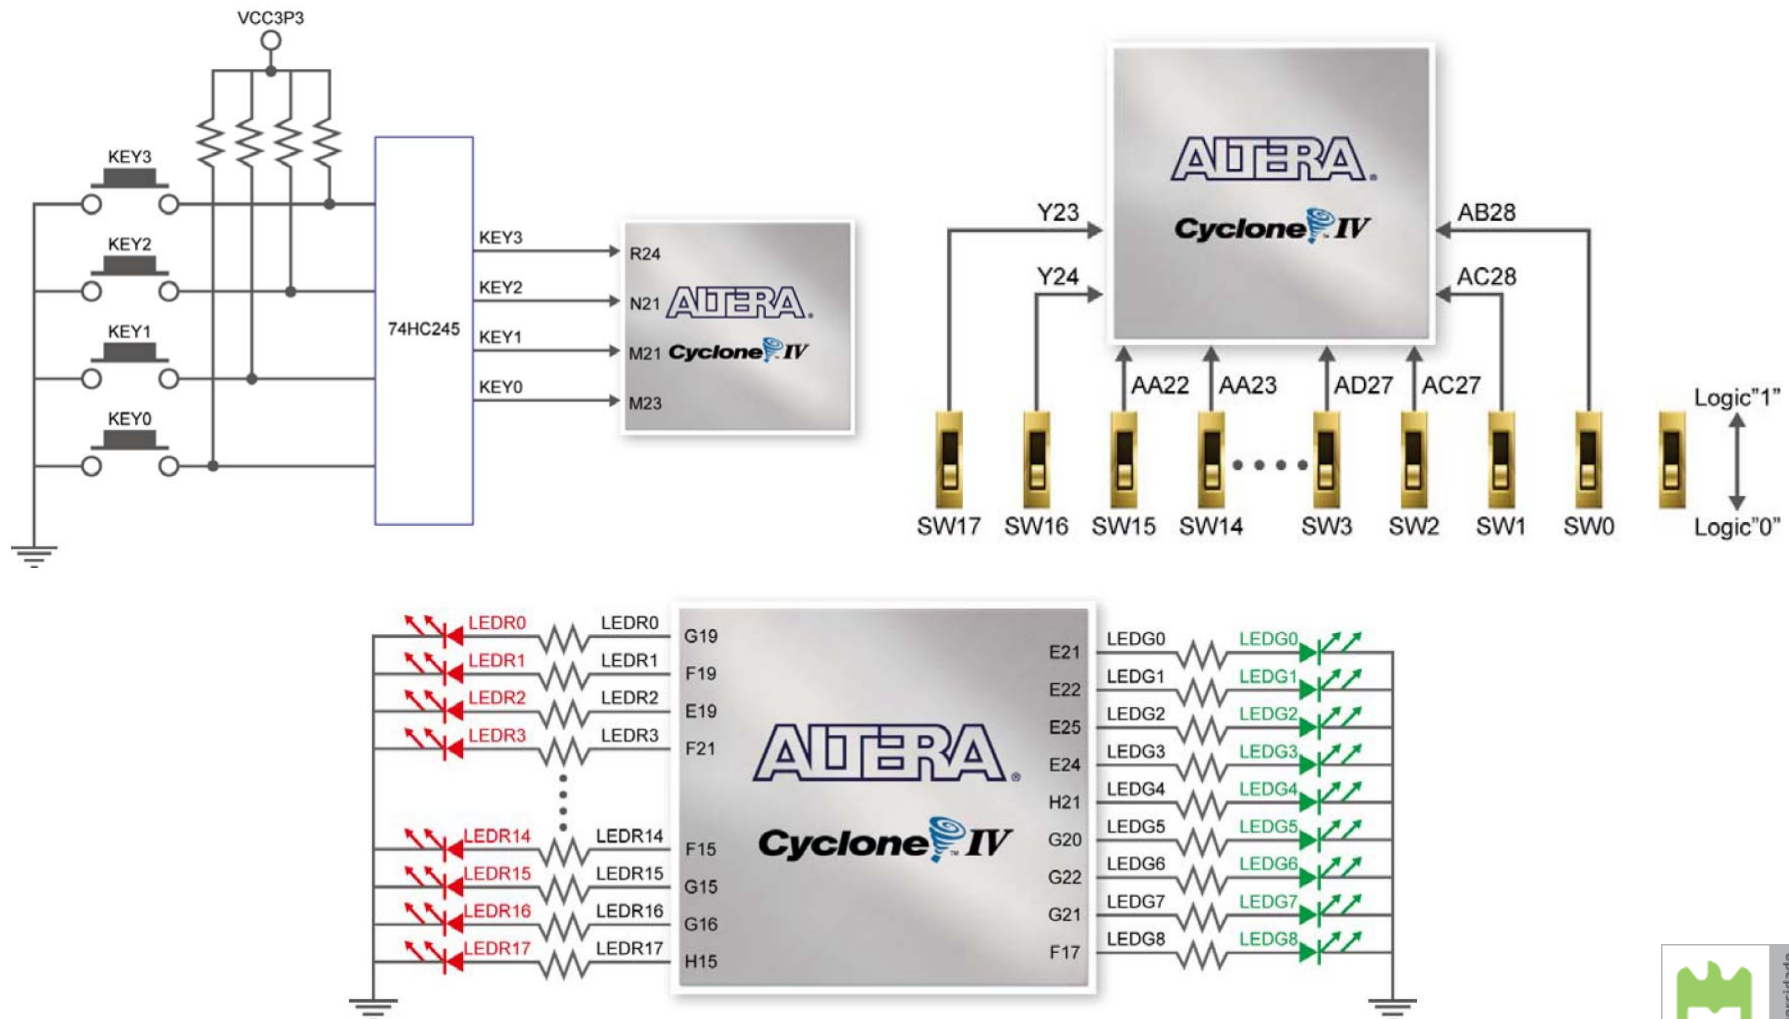 VCC3P3
KEY3
KEY2
KEY1
KEY0
74HC245
KEY3
KEY2
KEY1
KEY0
R24
N21
M21
M23
ALTERA®
Cyclone™ IV
ALTERA®
Cyclone™ IV
Y23
Y24
AB28
AC28
AA22
AA23
AD27
AC27
Logic"1"
Logic"0"
SW17
SW16
SW15
SW14
SW3
SW2
SW1
SW0
LEDR0 LEDR0 G19
LEDR1 LEDR1 F19
LEDR2 LEDR2 E19
LEDR3 LEDR3 F21
LEDR14 LEDR14 F15
LEDR15 LEDR15 G15
LEDR16 LEDR16 G16
LEDR17 LEDR17 H15
ALTERA®
Cyclone™ IV
E21 LEDG0 LEDG0
E22 LEDG1 LEDG1
E25 LEDG2 LEDG2
E24 LEDG3 LEDG3
H21 LEDG4 LEDG4
G20 LEDG5 LEDG5
G22 LEDG6 LEDG6
G21 LEDG7 LEDG7
F17 LEDG8 LEDG8